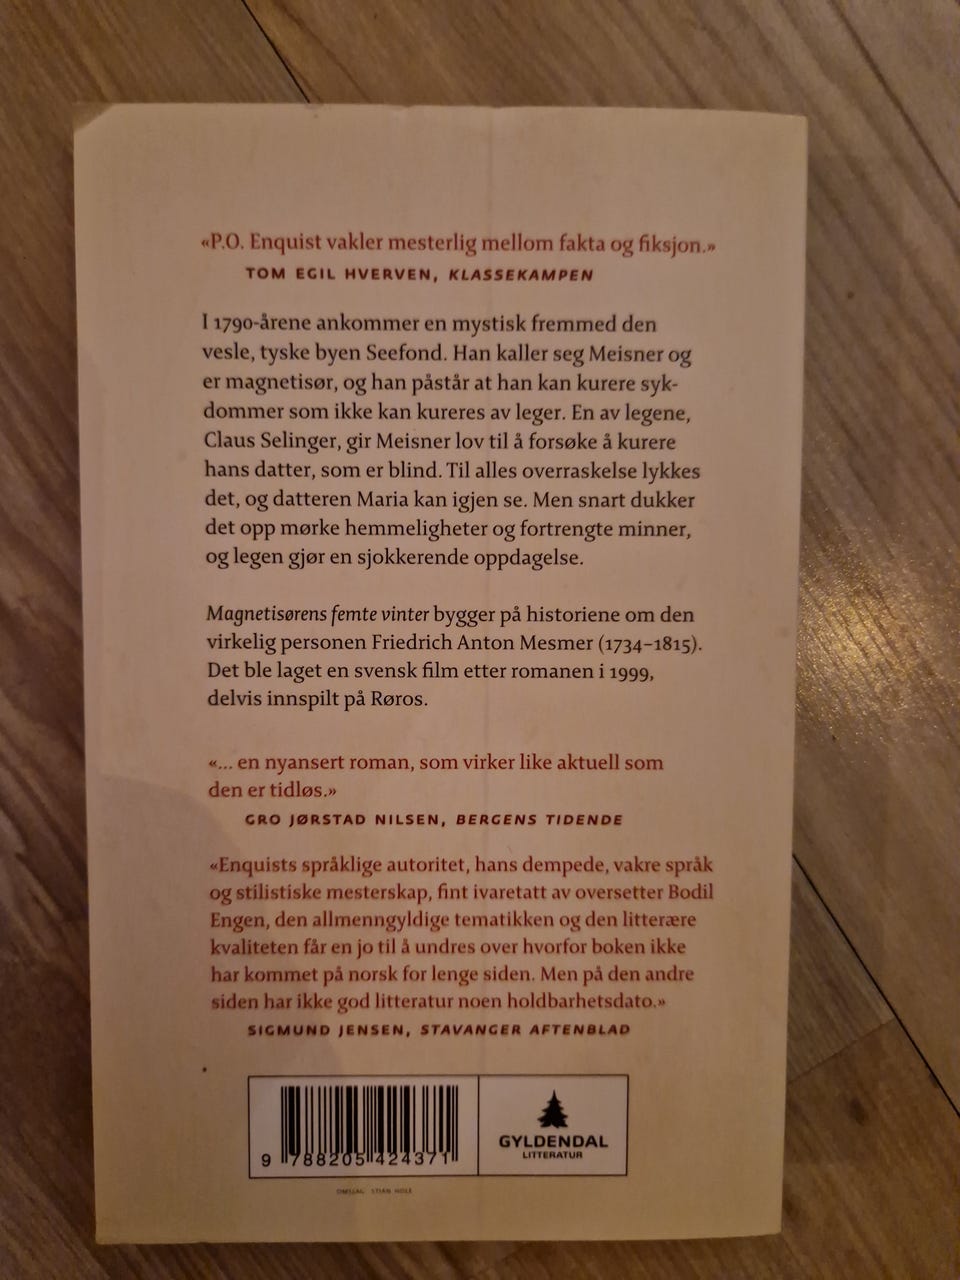 «P.O. Enquist vakler mesterlig mellom fakta og fiksjon.»
TOM EGIL HVERVEN, KLASSEKAMPEN
I 1790-årene ankommer en mystisk fremmed den
vesle, tyske byen Seefond. Han kaller seg Meisner og
er magnetisør, og han påstår at han kan kurere syk-
dommer som ikke kan kureres av leger. En av legene,
Claus Selinger, gir Meisner lov til å forsøke å kurere
hans datter, som er blind. Til alles overraskelse lykkes
det, og datteren Maria kan igjen se. Men snart dukker
det opp mørke hemmeligheter og fortrengte minner,
og legen gjør en sjokkerende oppdagelse.
Magnetisørens femte vinter bygger på historiene om den
virkelig personen Friedrich Anton Mesmer (1734–1815).
Det ble laget en svensk film etter romanen i 1999,
delvis innspilt på Røros.
«... en nyansert roman, som virker like aktuell som
den er tidløs.»
GRO JØRSTAD NILSEN, BERGENS TIDENDE
«Enquists språklige autoritet, hans dempede, vakre språk
og stilistiske mesterskap, fint ivaretatt av oversetter Bodil
Engen, den allmenngyldige tematikken og den litterære
kvaliteten får en jo til å undres over hvorfor boken ikke
har kommet på norsk for lenge siden. Men på den andre
siden har ikke god litteratur noen holdbarhetsdato.»
SIGMUND JENSEN, STAVANGER AFTENBLAD
9 788205 424371
GYLDENDAL
LITTERATUR
OMSLAG: STIAN HOLE